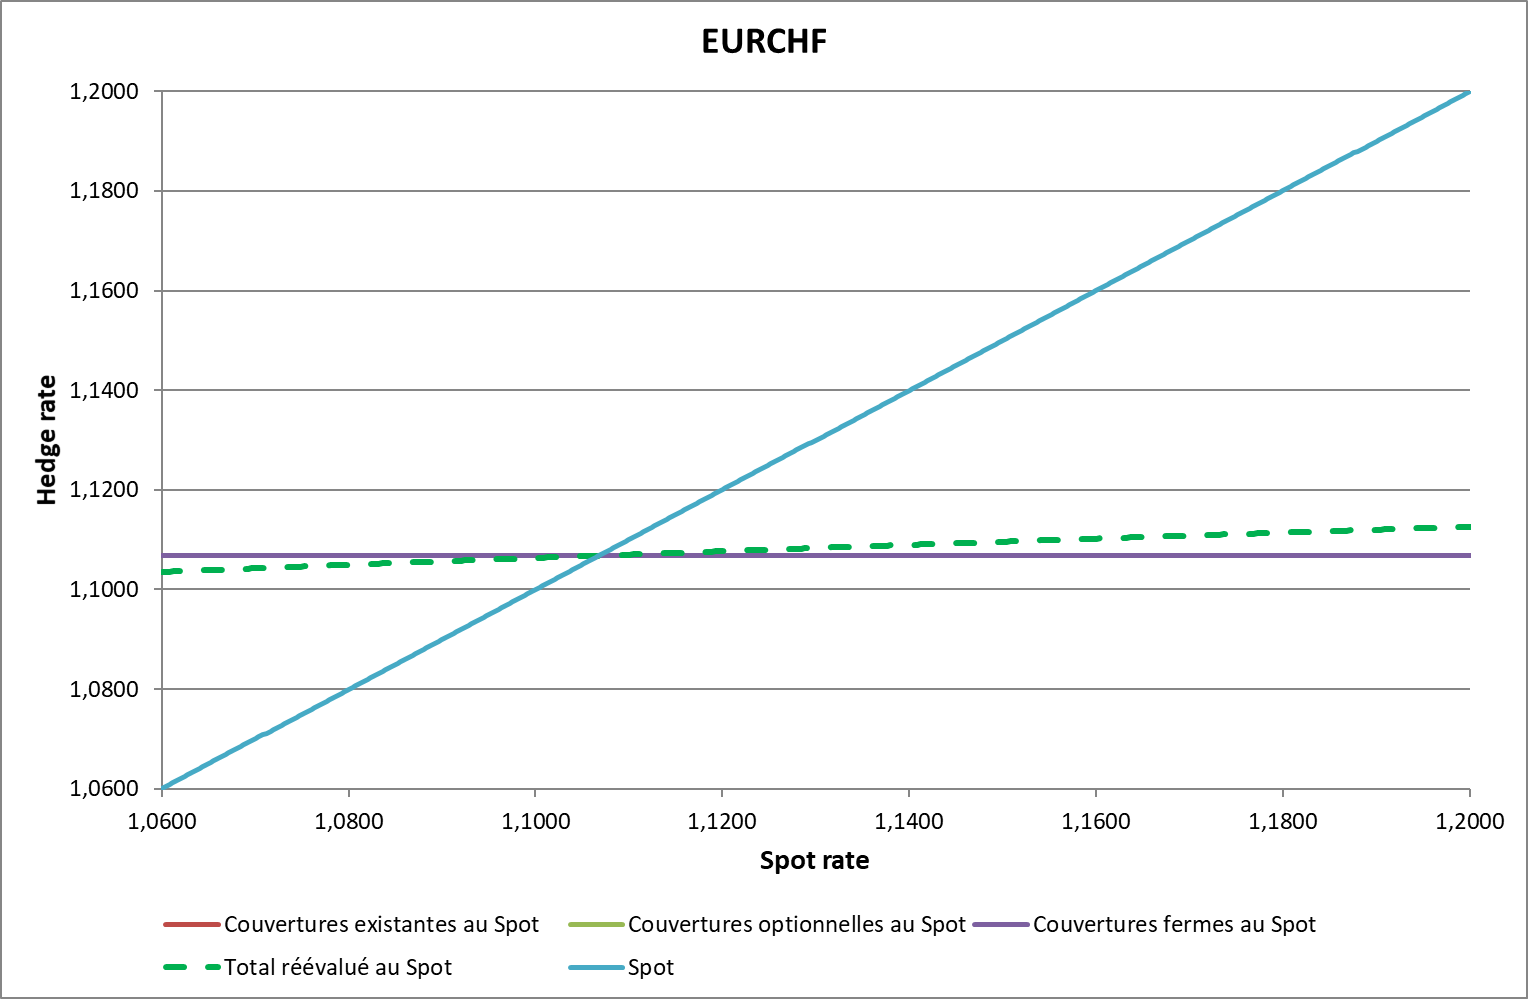 EURCHF
1,2000
1,1800
1,1600
1,1400
1,1200
1,1000
1,0800
1,0600
Hedge rate
1,0600 1,0800 1,1000 1,1200 1,1400 1,1600 1,1800 1,2000
Spot rate
Couvertures existantes au Spot Couvertures optionnelles au Spot Couvertures fermes au Spot
Total réévalué au Spot Spot